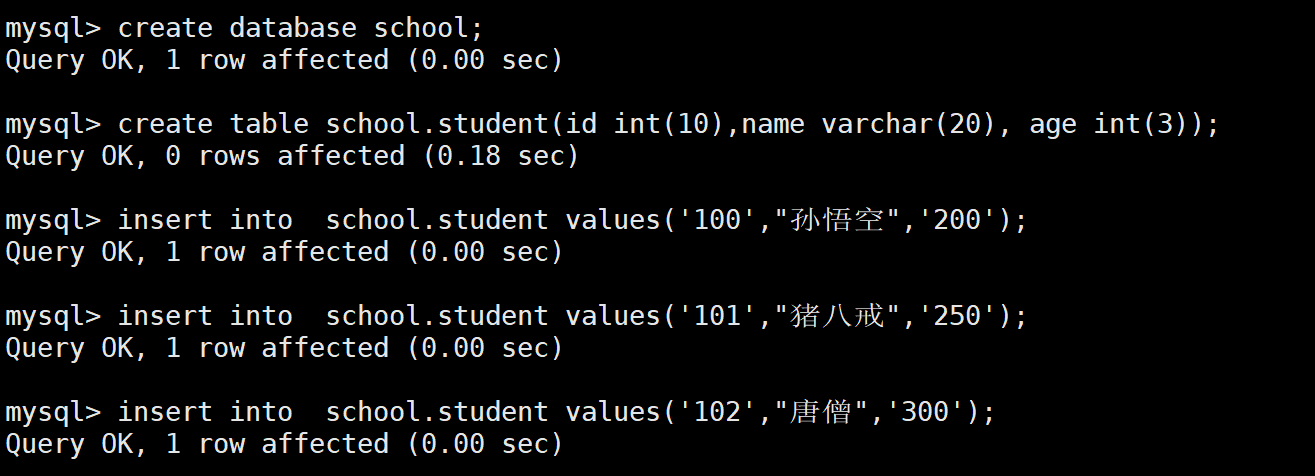 mysql> create database school;
Query OK, 1 row affected (0.00 sec)
mysql> create table school.student(id int(10),name varchar(20), age int(3));
Query OK, 0 rows affected (0.18 sec)
mysql> insert into  school.student values('100',"孙悟空",'200');
Query OK, 1 row affected (0.00 sec)
mysql> insert into  school.student values('101',"猪八戒",'250');
Query OK, 1 row affected (0.00 sec)
mysql> insert into  school.student values('102',"唐僧",'300');
Query OK, 1 row affected (0.00 sec)